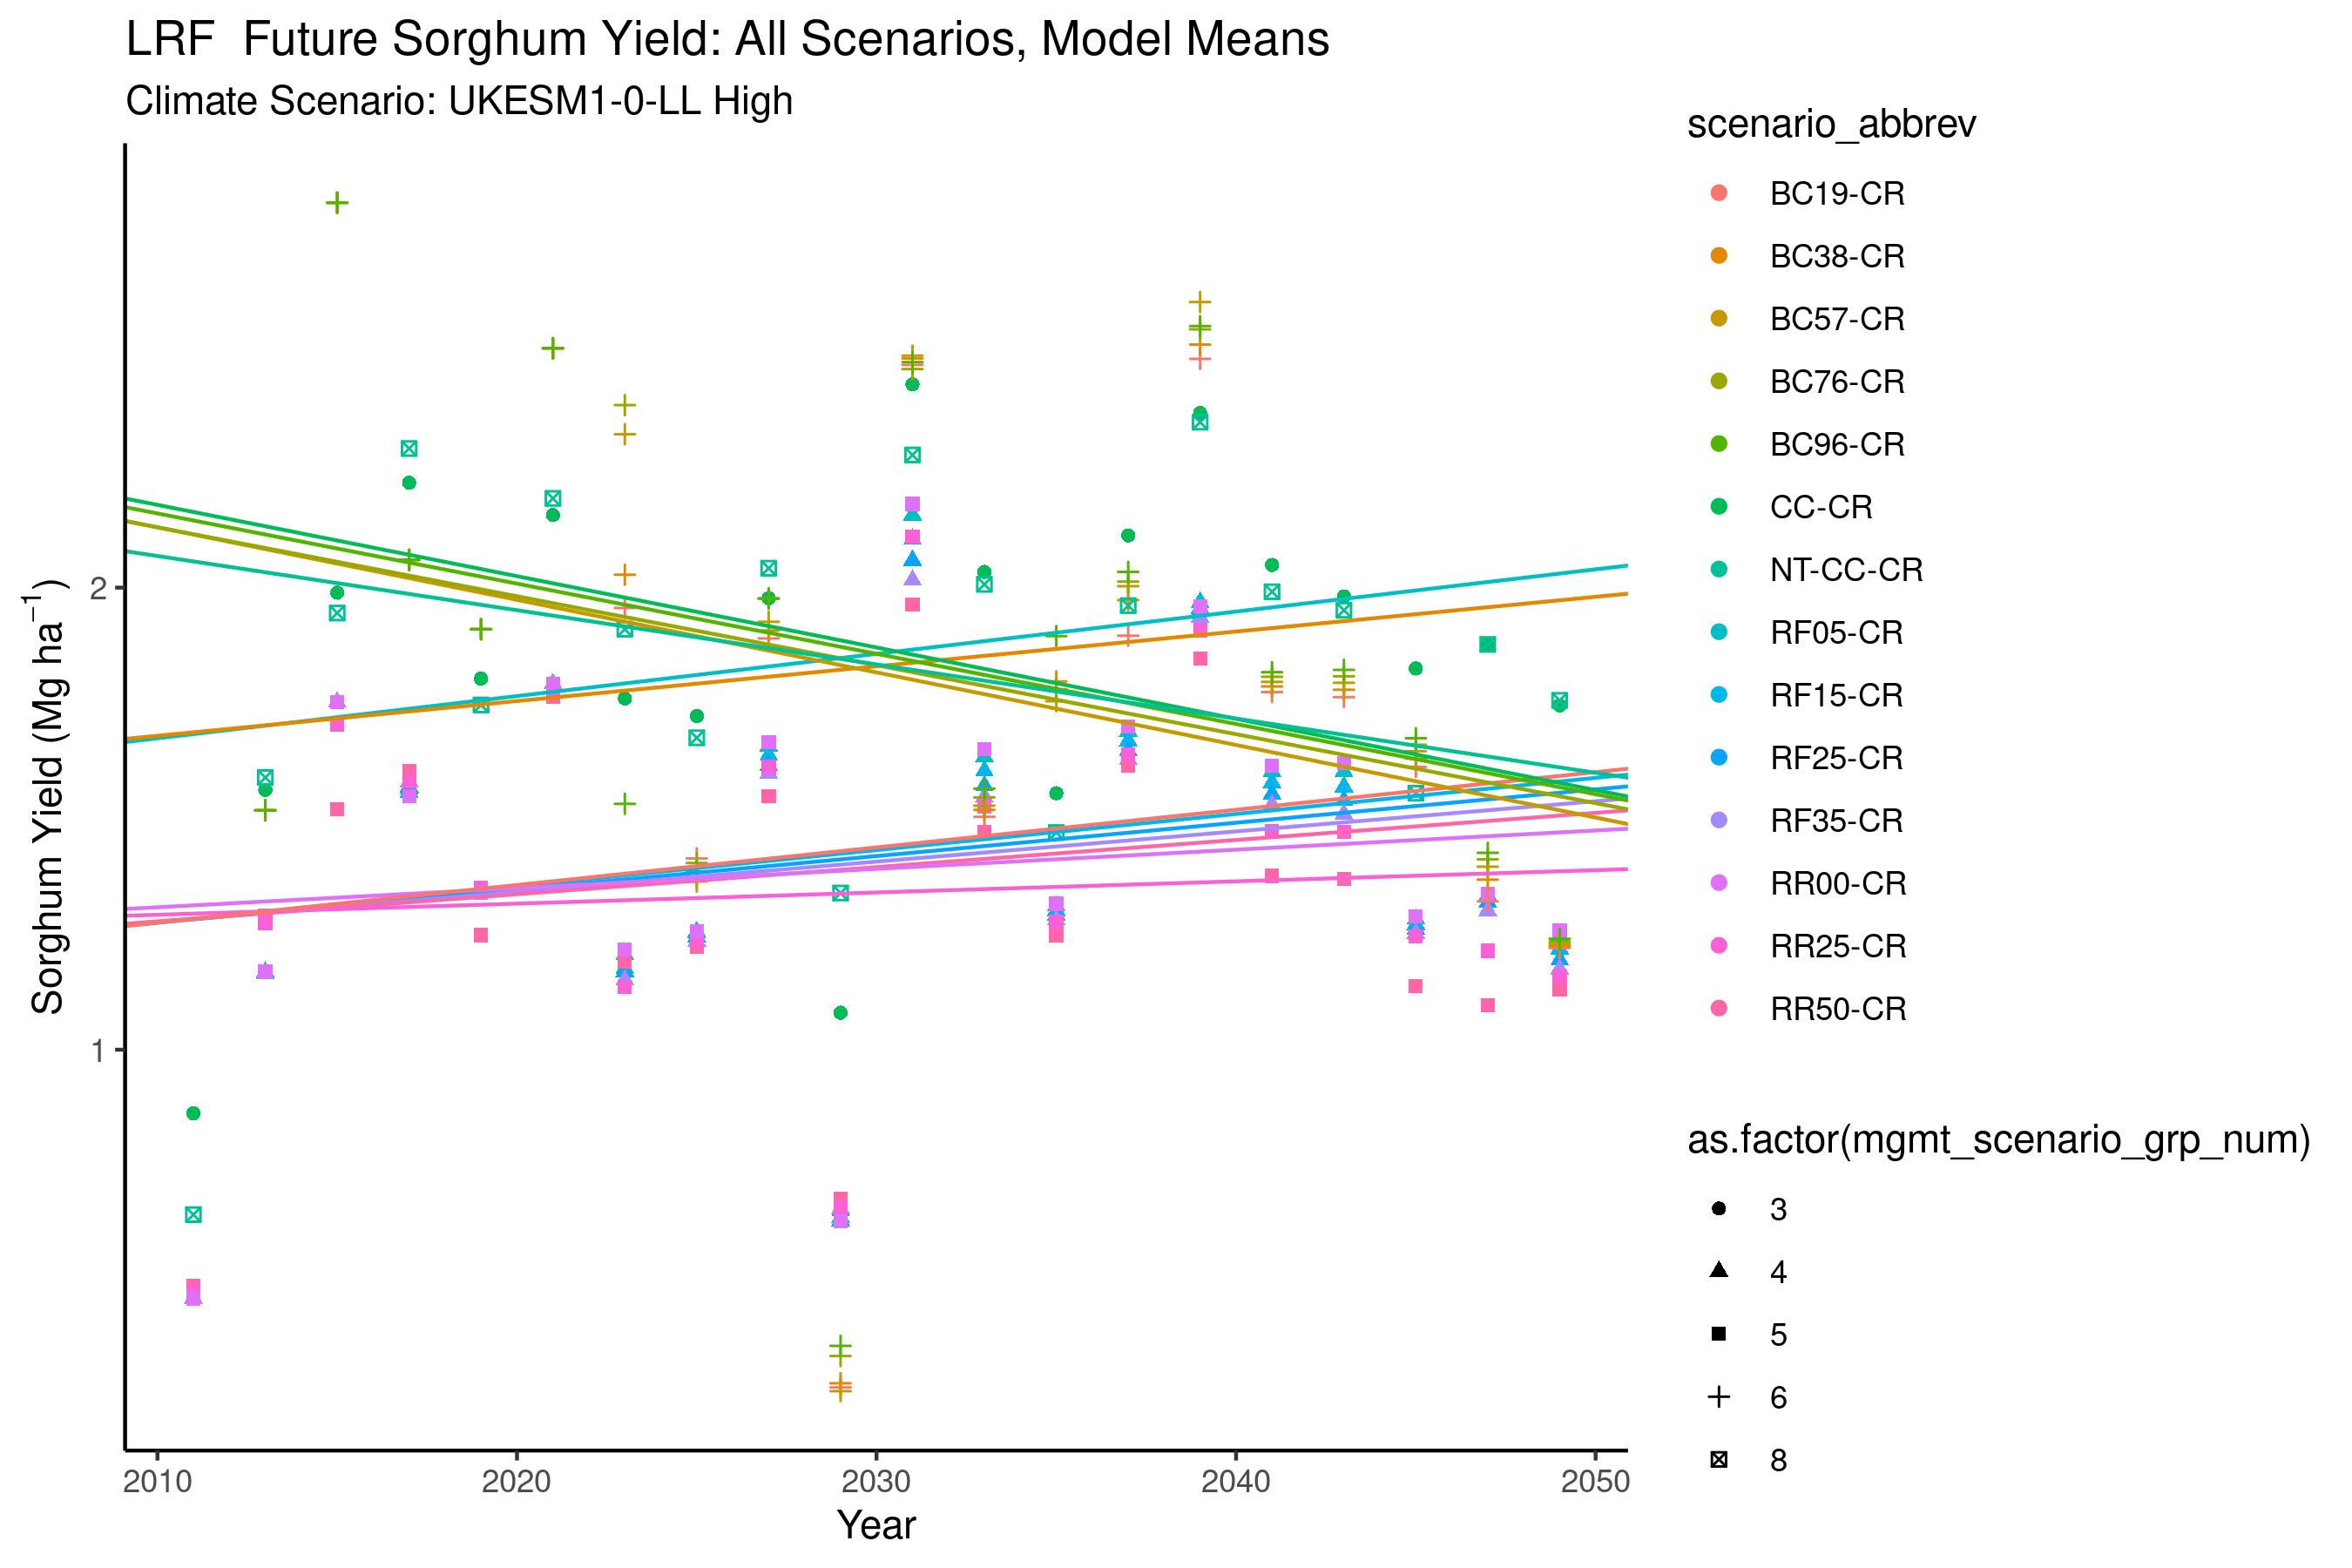 LRF  Future Sorghum Yield: All Scenarios, Model Means
Climate Scenario: UKESM1-0-LL High
Sorghum Yield (Mg ha⁻¹)
2
1
2010
2020
2030
2040
2050
Year
scenario_abbrev
BC19-CR
BC38-CR
BC57-CR
BC76-CR
BC96-CR
CC-CR
NT-CC-CR
RF05-CR
RF15-CR
RF25-CR
RF35-CR
RR00-CR
RR25-CR
RR50-CR
as.factor(mgmt_scenario_grp_num)
3
4
5
6
8